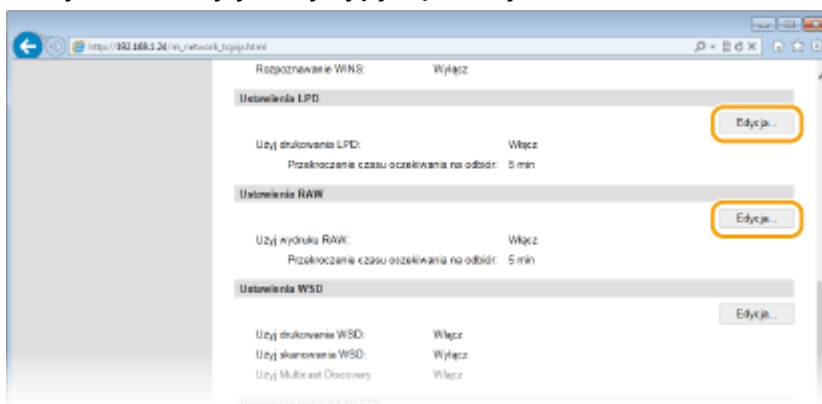 http://192.168.1.24/m_network_tcpip.html
Rozpoznawanie WINS: Wyłącz
Ustawienia LPD
Edycja...
Użyj drukowania LPD: Włącz
Przekroczenie czasu oczekiwania na odbiór: 5 min
Ustawienia RAW
Edycja...
Użyj wydruku RAW: Włącz
Przekroczenie czasu oczekiwania na odbiór: 5 min
Ustawienia WSD
Edycja...
Użyj drukowania WSD: Włącz
Użyj skanowania WSD: Wyłącz
Użyj Multicast Discovery: Włącz